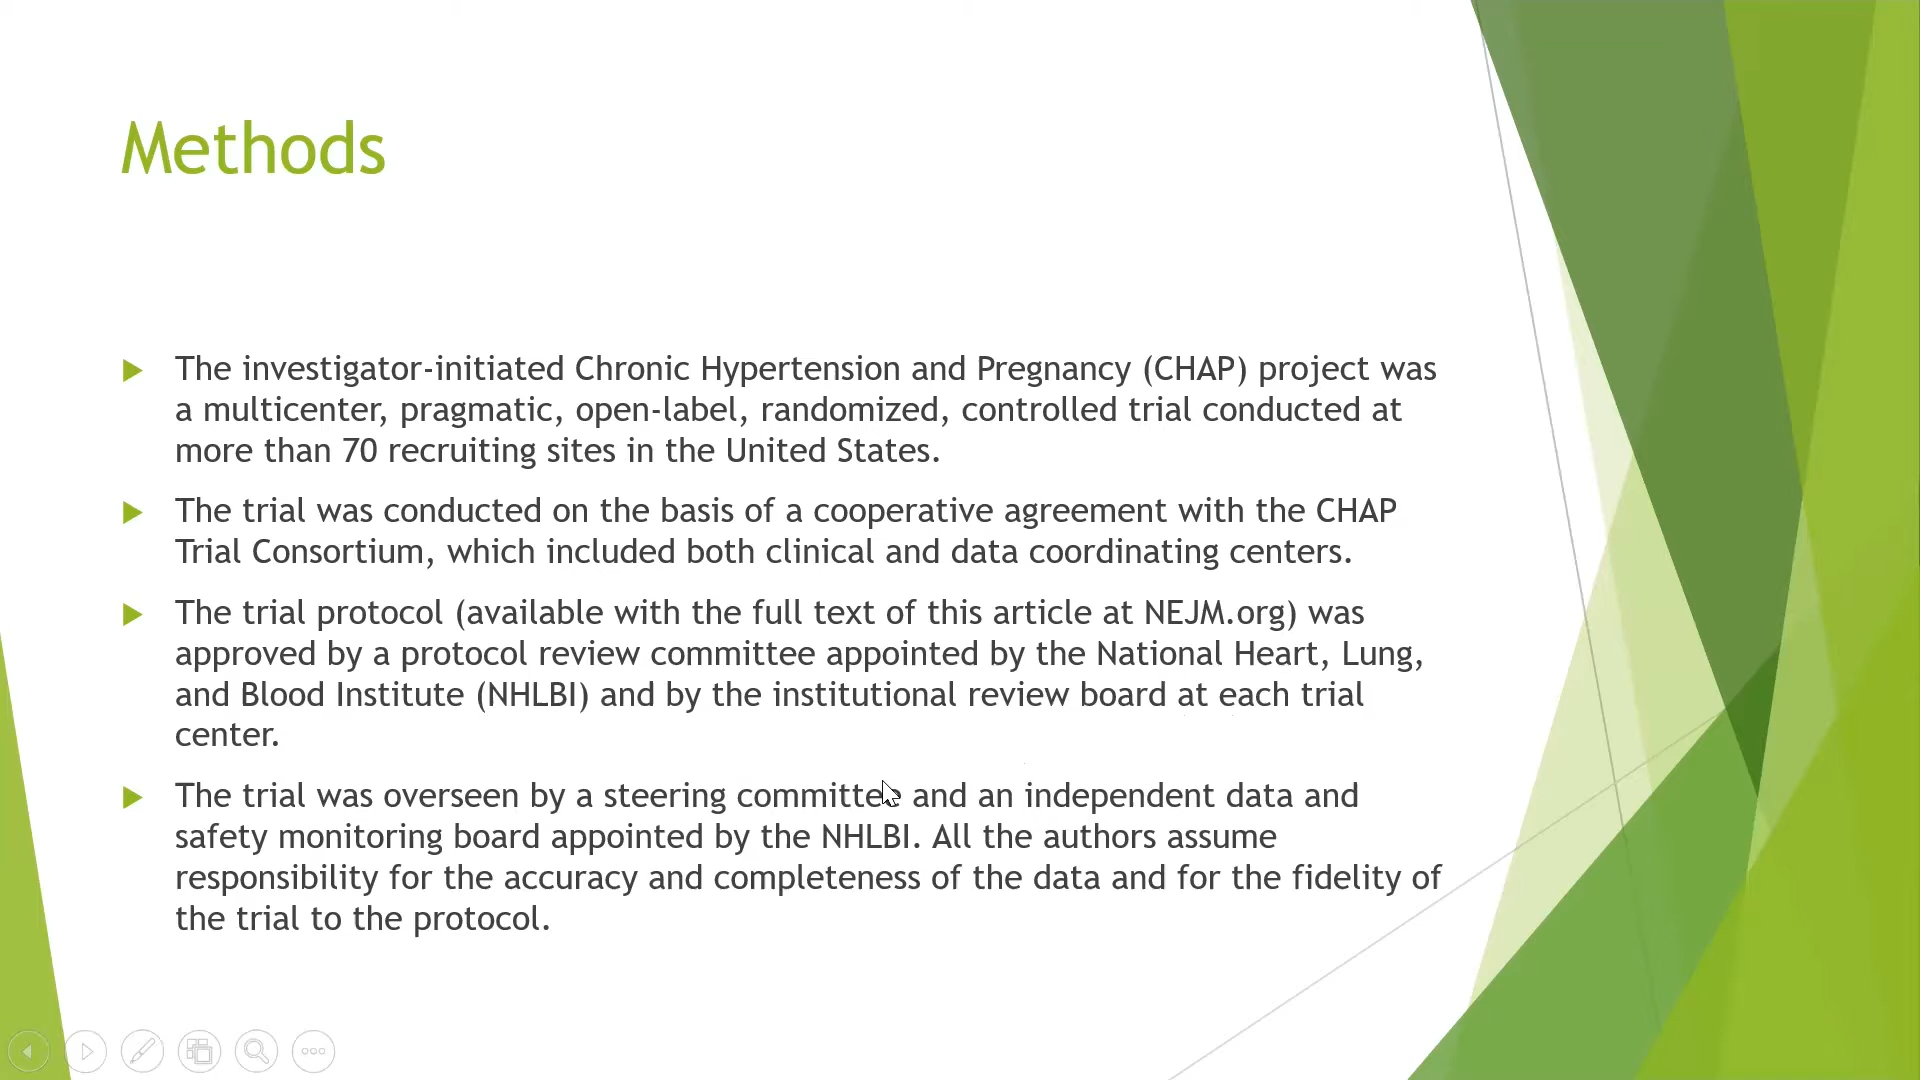 Methods
The investigator-initiated Chronic Hypertension and Pregnancy (CHAP) project was
a multicenter, pragmatic, open-label, randomized, controlled trial conducted at
more than 70 recruiting sites in the United States.
The trial was conducted on the basis of a cooperative agreement with the CHAP
Trial Consortium, which included both clinical and data coordinating centers.
The trial protocol (available with the full text of this article at NEJM.org) was
approved by a protocol review committee appointed by the National Heart, Lung,
and Blood Institute (NHLBI) and by the institutional review board at each trial
center.
The trial was overseen by a steering committee and an independent data and
safety monitoring board appointed by the NHLBI. All the authors assume
responsibility for the accuracy and completeness of the data and for the fidelity of
the trial to the protocol.